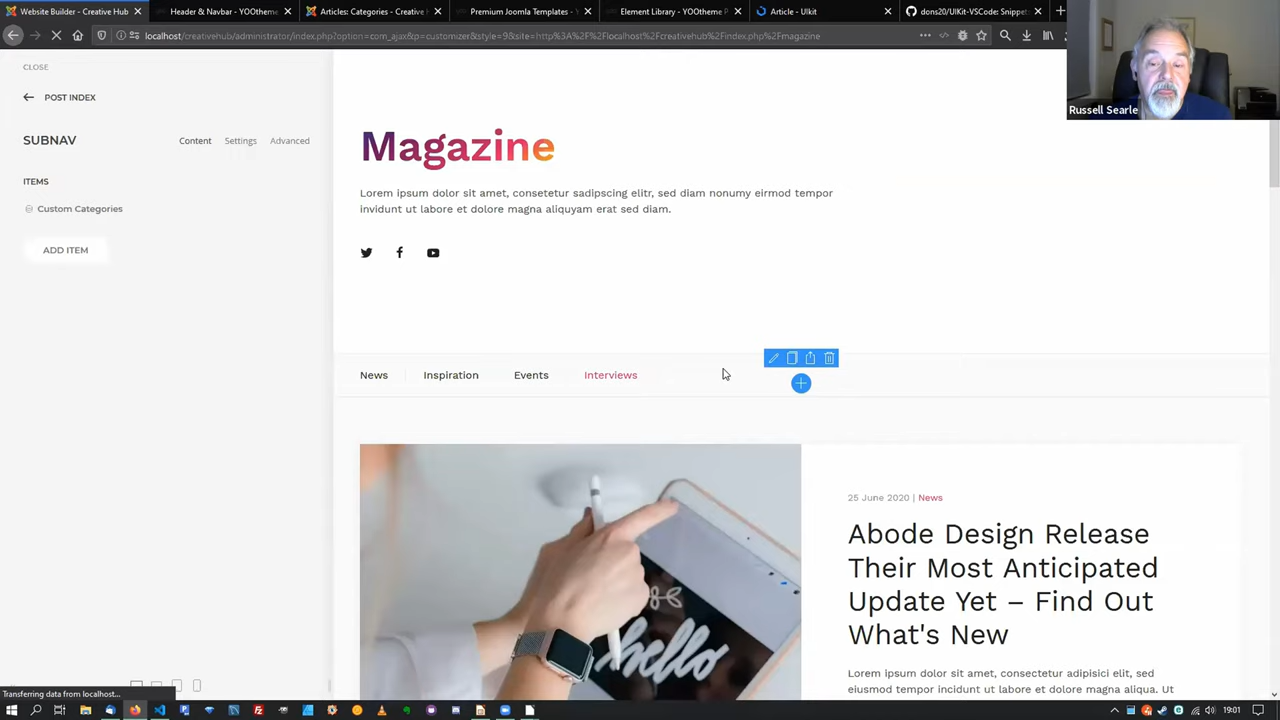 Website Builder - Creative Hub
Header & Navbar - YOOtheme
Articles: Categories - Creative H
Premium Joomla Templates - Y
Element Library - YOOtheme P
Article - UIkit
dons20/UIKit-VSCode: Snippets
localhost/creativehub/administrator/index.php?option=com_ajax&p=customizer&style=9&site=http%3A%2F%2Flocalhost%2Fcreativehub%2Findex.php%2Fmagazine
Russell Searle
CLOSE
POST INDEX
SUBNAV
Content
Settings
Advanced
ITEMS
Custom Categories
ADD ITEM
Magazine
Lorem ipsum dolor sit amet, consetetur sadipscing elitr, sed diam nonumy eirmod tempor
invidunt ut labore et dolore magna aliquyam erat sed diam.
News
Inspiration
Events
Interviews
25 June 2020 | News
Abode Design Release
Their Most Anticipated
Update Yet – Find Out
What's New
Lorem ipsum dolor sit amet, consectetur adipisici elit, sed
eiusmod tempor incidunt ut labore et dolore magna aliqua. Ut
hello
Transferring data from localhost...
19:01